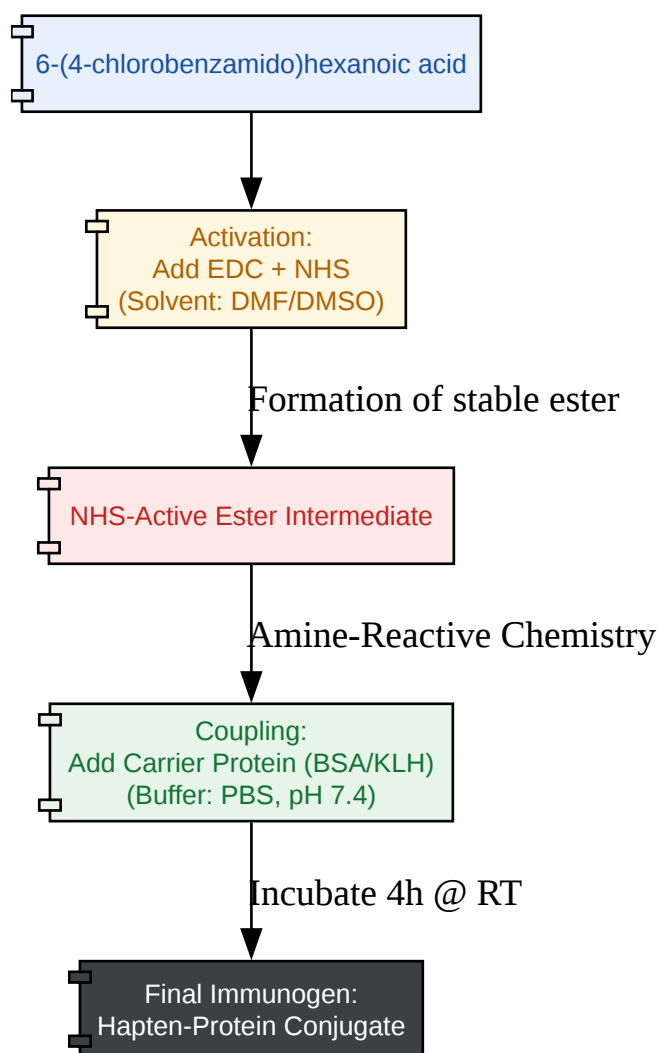 6-(4-chlorobenzamido)hexanoic acid
Activation:
Add EDC + NHS
(Solvent: DMF/DMSO)
Formation of stable ester
NHS-Active Ester Intermediate
Amine-Reactive Chemistry
Coupling:
Add Carrier Protein (BSA/KLH)
(Buffer: PBS, pH 7.4)
Incubate 4h @ RT
Final Immunogen:
Hapten-Protein Conjugate